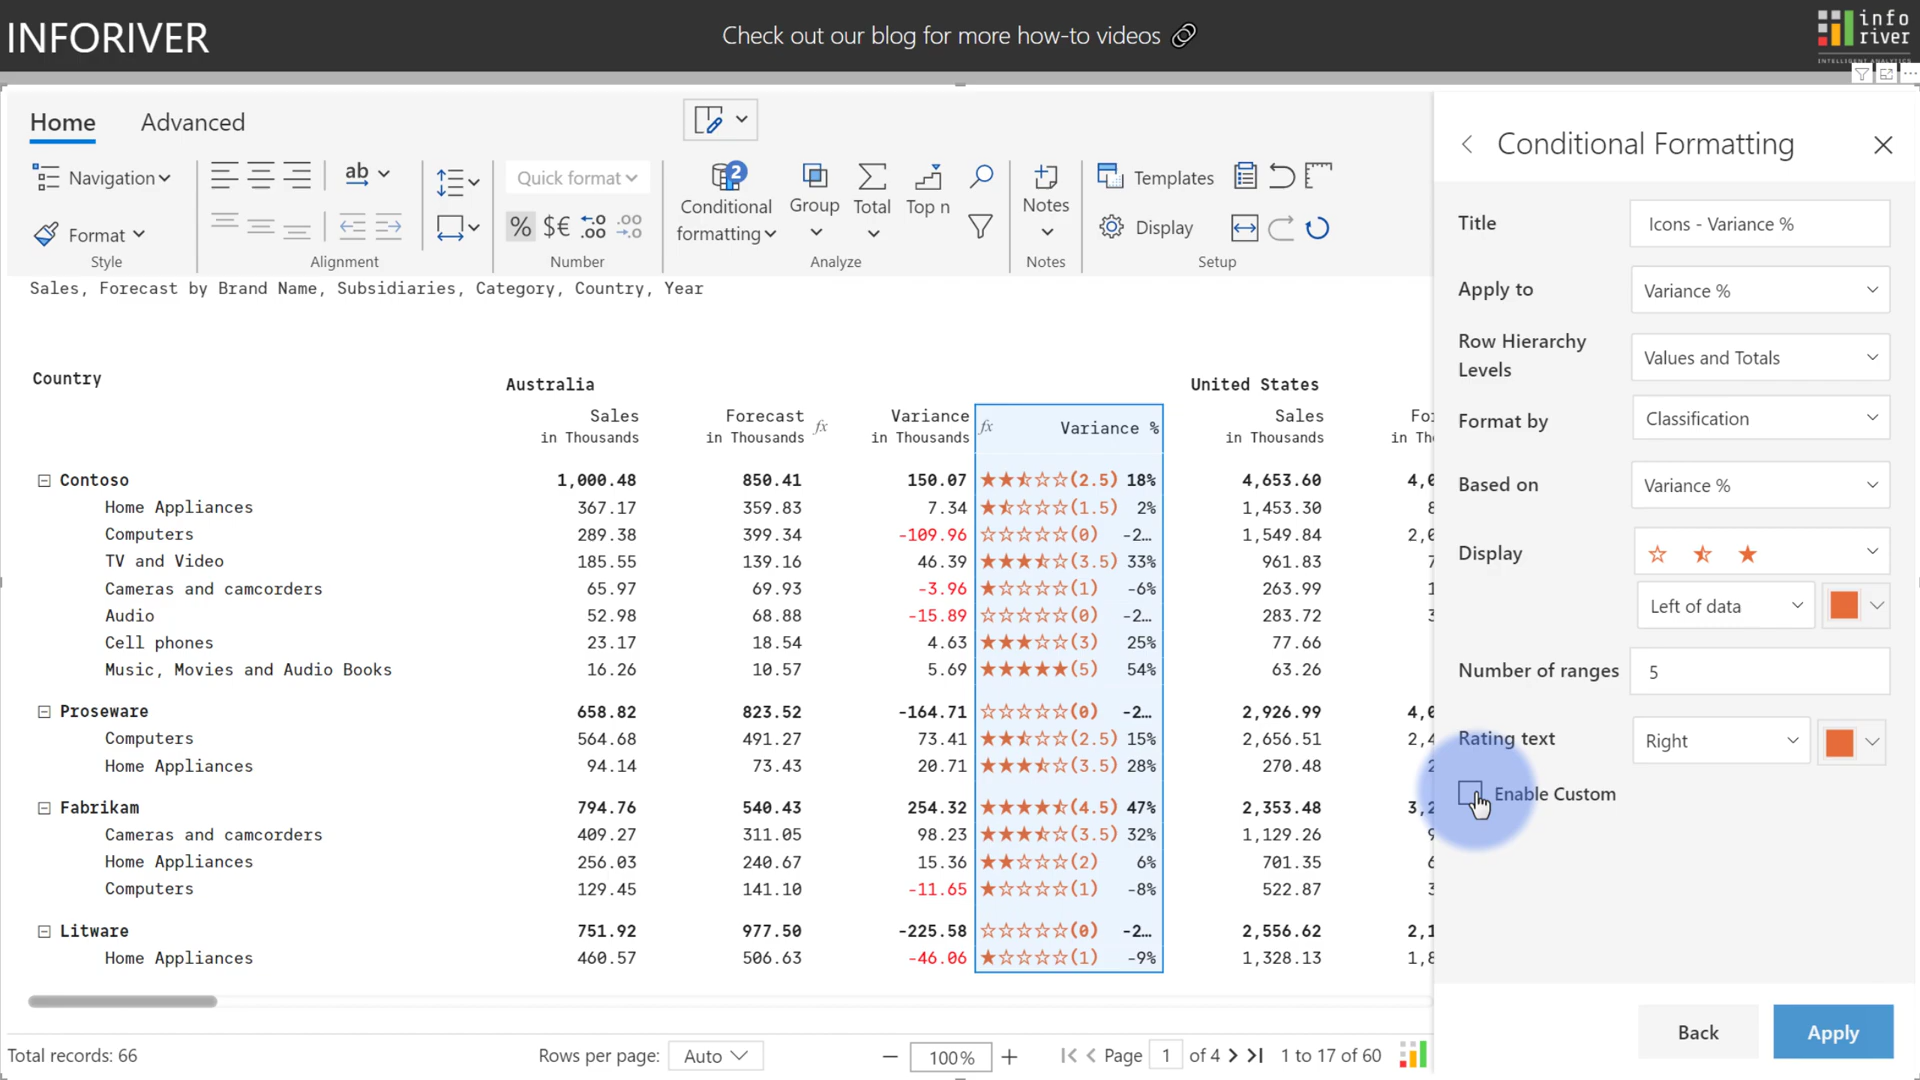 INFORIVER
Check out our blog for more how-to videos
info
river
Home
Advanced
Navigation
ab
Quick format
2
Conditional
formatting
Group
Total
Top n
Notes
Templates
Format
% $€ .00 .00
Display
Style
Alignment
Number
Analyze
Notes
Setup
Sales, Forecast by Brand Name, Subsidiaries, Category, Country, Year
Country
Australia
United States
Sales
in Thousands
Forecast
in Thousands
fx
Variance
in Thousands
fx
Variance %
Sales
in Thousands
Contoso 1,000.48 850.41 150.07 (2.5) 18% 4,653.60
Home Appliances 367.17 359.83 7.34 (1.5) 2% 1,453.30
Computers 289.38 399.34 -109.96 (0) -2... 1,549.84
TV and Video 185.55 139.16 46.39 (3.5) 33% 961.83
Cameras and camcorders 65.97 69.93 -3.96 (1) -6% 263.99
Audio 52.98 68.88 -15.89 (0) -2... 283.72
Cell phones 23.17 18.54 4.63 (3) 25% 77.66
Music, Movies and Audio Books 16.26 10.57 5.69 (5) 54% 63.26
Proseware 658.82 823.52 -164.71 (0) -2... 2,926.99
Computers 564.68 491.27 73.41 (2.5) 15% 2,656.51
Home Appliances 94.14 73.43 20.71 (3.5) 28% 270.48
Fabrikam 794.76 540.43 254.32 (4.5) 47% 2,353.48
Cameras and camcorders 409.27 311.05 98.23 (3.5) 32% 1,129.26
Home Appliances 256.03 240.67 15.36 (2) 6% 701.35
Computers 129.45 141.10 -11.65 (1) -8% 522.87
Litware 751.92 977.50 -225.58 (0) -2... 2,556.62
Home Appliances 460.57 506.63 -46.06 (1) -9% 1,328.13
Total records: 66
Rows per page: Auto
100%
Page 1 of 4
1 to 17 of 60
Conditional Formatting
Title Icons - Variance %
Apply to Variance %
Row Hierarchy
Levels
Values and Totals
Format by Classification
Based on Variance %
Display
Left of data
Number of ranges 5
Rating text Right
Enable Custom
Back
Apply